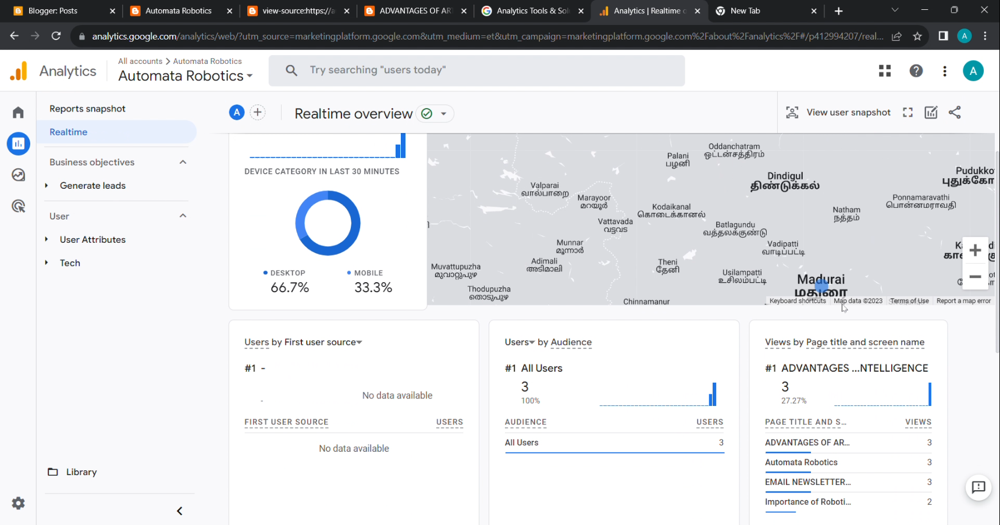 Blogger: Posts
Automata Robotics
view-source:https://a
ADVANTAGES OF AR
Analytics Tools & Sol
Analytics | Realtime o
New Tab
analytics.google.com/analytics/web/?utm_source=marketingplatform.google.com&utm_medium=et&utm_campaign=marketingplatform.google.com%2Fabout%2Fanalytics%2F#/p412994207/real...
A
Analytics
All accounts > Automata Robotics
Automata Robotics
Try searching "users today"
A
Reports snapshot
Realtime
Business objectives
Generate leads
User
User Attributes
Tech
Library
A
Realtime overview
View user snapshot
DEVICE CATEGORY IN LAST 30 MINUTES
DESKTOP
66.7%
MOBILE
33.3%
Oddanchatram
ஒட்டன்சத்திரம்
Palani
பழனி
Dindigul
திண்டுக்கல்
Pudukko
புதுக்கோ
Valparai
வால்பாறை
Marayoor
മറയൂർ
Ponnamaravathi
பொன்னமராவதி
Kodaikanal
கொடைக்கானல்
Natham
நத்தம்
Vattavada
വട്ടവട
Batlagundu
வத்தலக்குண்டு
Munnar
മൂന്നാർ
Vadipatti
வாடிப்பட்டி
Adimali
അടിമാലി
Theni
தேனி
Muvattupuzha
മുവാറ്റുപുഴ
Usilampatti
உசிலம்பட்டி
Madurai
மதுரை
Thodupuzha
തൊടുപുഴ
Chinnamanur
Keyboard shortcuts
Map data ©2023
Terms of Use
Report a map error
Users by First user source
#1 -
-
No data available
FIRST USER SOURCE
USERS
No data available
Users by Audience
#1 All Users
3
100%
AUDIENCE
USERS
All Users
3
Views by Page title and screen name
#1 ADVANTAGES ...NTELLIGENCE
3
27.27%
PAGE TITLE AND S...
VIEWS
ADVANTAGES OF AR...
3
Automata Robotics
3
EMAIL NEWSLETTER...
3
Importance of Roboti...
2